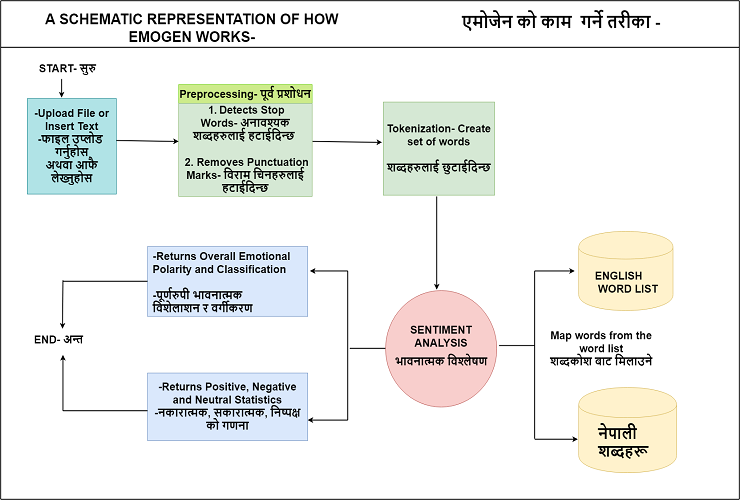 A SCHEMATIC REPRESENTATION OF HOW
EMOGEN WORKS-
एमोजेन को काम गर्ने तरीका -
START- सुरु
-Upload File or
Insert Text
-फाइल उप्लोड
गर्नुहोस
अथवा आफै
लेख्नुहोस
Preprocessing- पूर्व प्रशोधन
1. Detects Stop
Words- अनावश्यक
शब्दहरुलाई हटाईदिन्छ
2. Removes Punctuation
Marks- विराम चिनहरुलाई
हटाईदिन्छ
Tokenization- Create
set of words
शब्दहरुलाई छुटाईदिन्छ
-Returns Overall Emotional
Polarity and Classification
-पूर्णरुपी भावनात्मक
विशेलाशन र वर्गीकरण
END- अन्त
-Returns Positive, Negative
and Neutral Statistics
-नकारात्मक, सकारात्मक, निष्पक्ष
को गणना
SENTIMENT
ANALYSIS
भावनात्मक विश्लेषण
ENGLISH
WORD LIST
Map words from the
word list
शब्दकोश बाट मिलाउने
नेपाली
शब्दहरू